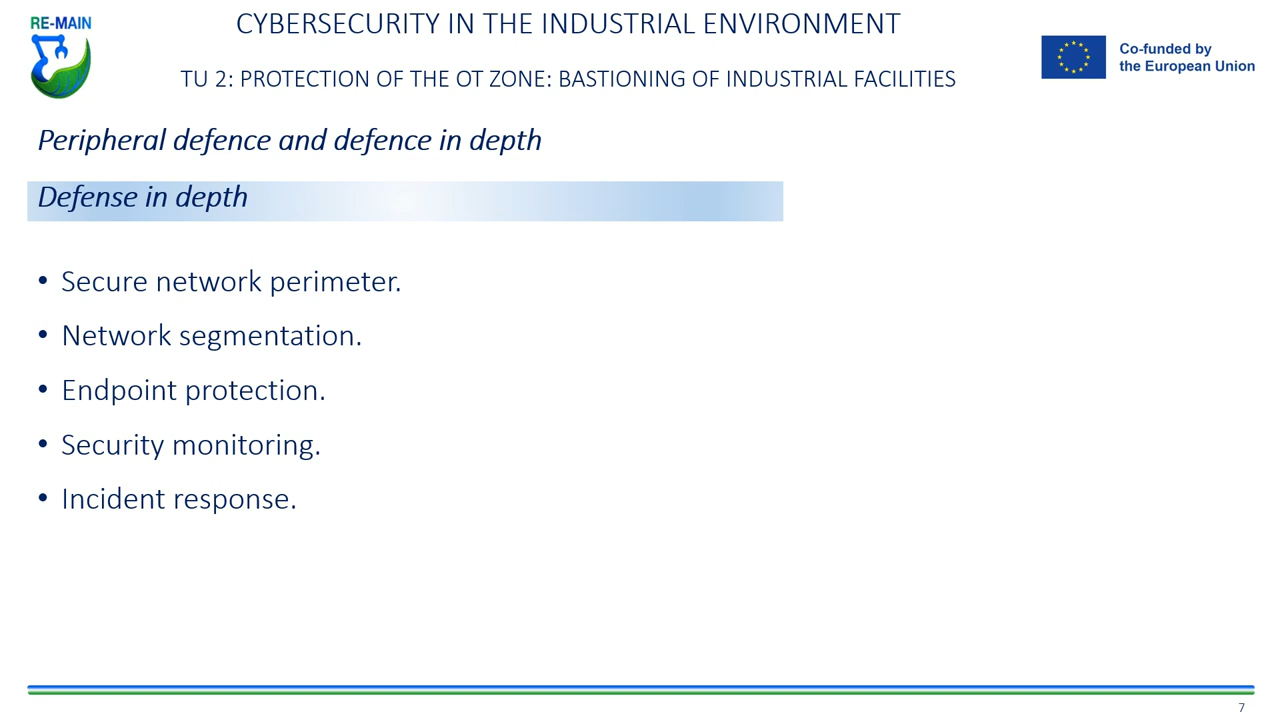 RE-MAIN
CYBERSECURITY IN THE INDUSTRIAL ENVIRONMENT
TU 2: PROTECTION OF THE OT ZONE: BASTIONING OF INDUSTRIAL FACILITIES
Co-funded by
the European Union
Peripheral defence and defence in depth
Defense in depth
• Secure network perimeter.
• Network segmentation.
• Endpoint protection.
• Security monitoring.
• Incident response.
7